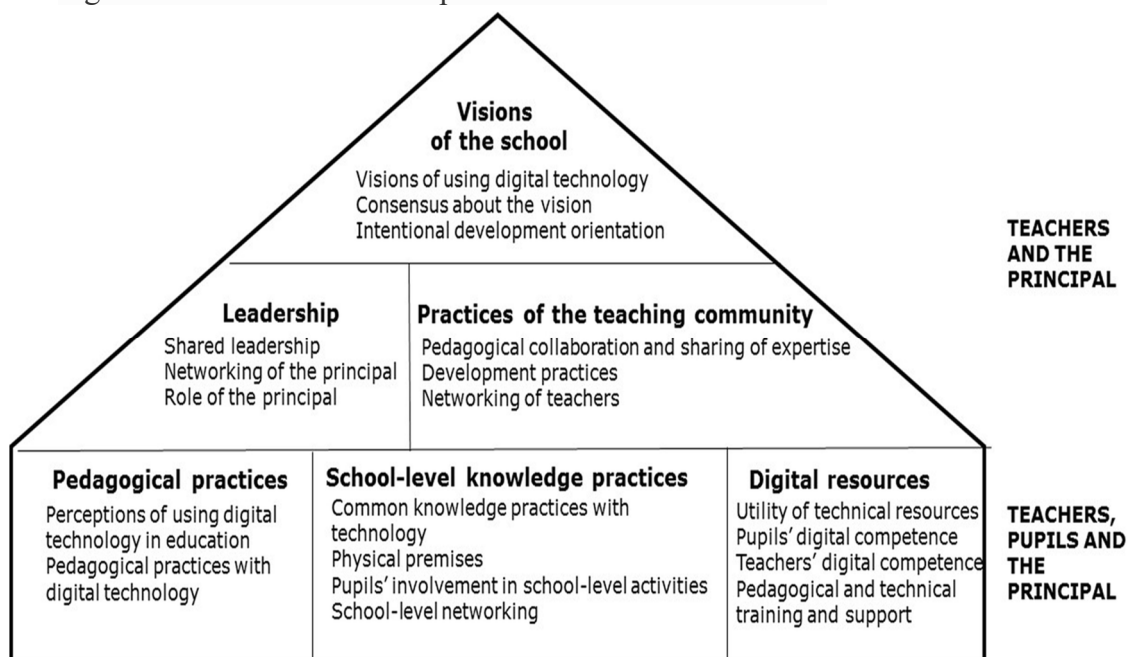 Visions
of the school
Visions of using digital technology
Consensus about the vision
Intentional development orientation
TEACHERS
AND THE
PRINCIPAL
Leadership
Shared leadership
Networking of the principal
Role of the principal
Practices of the teaching community
Pedagogical collaboration and sharing of expertise
Development practices
Networking of teachers
Pedagogical practices
Perceptions of using digital
technology in education
Pedagogical practices with
digital technology
School-level knowledge practices
Common knowledge practices with
technology
Physical premises
Pupils' involvement in school-level activities
School-level networking
Digital resources
Utility of technical resources
Pupils' digital competence
Teachers' digital competence
Pedagogical and technical
training and support
TEACHERS,
PUPILS AND
THE
PRINCIPAL